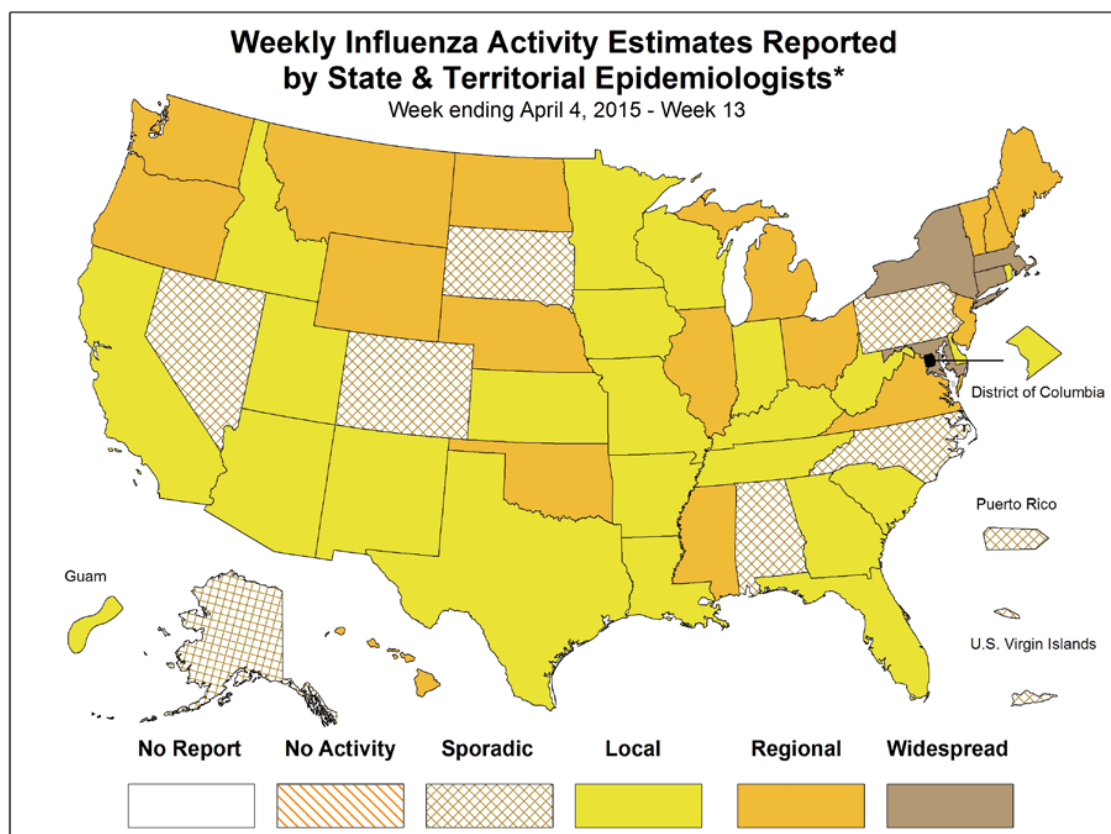 Weekly Influenza Activity Estimates Reported
by State & Territorial Epidemiologists*
Week ending April 4, 2015 - Week 13
District of Columbia
Puerto Rico
Guam
U.S. Virgin Islands
No Report No Activity Sporadic Local Regional Widespread